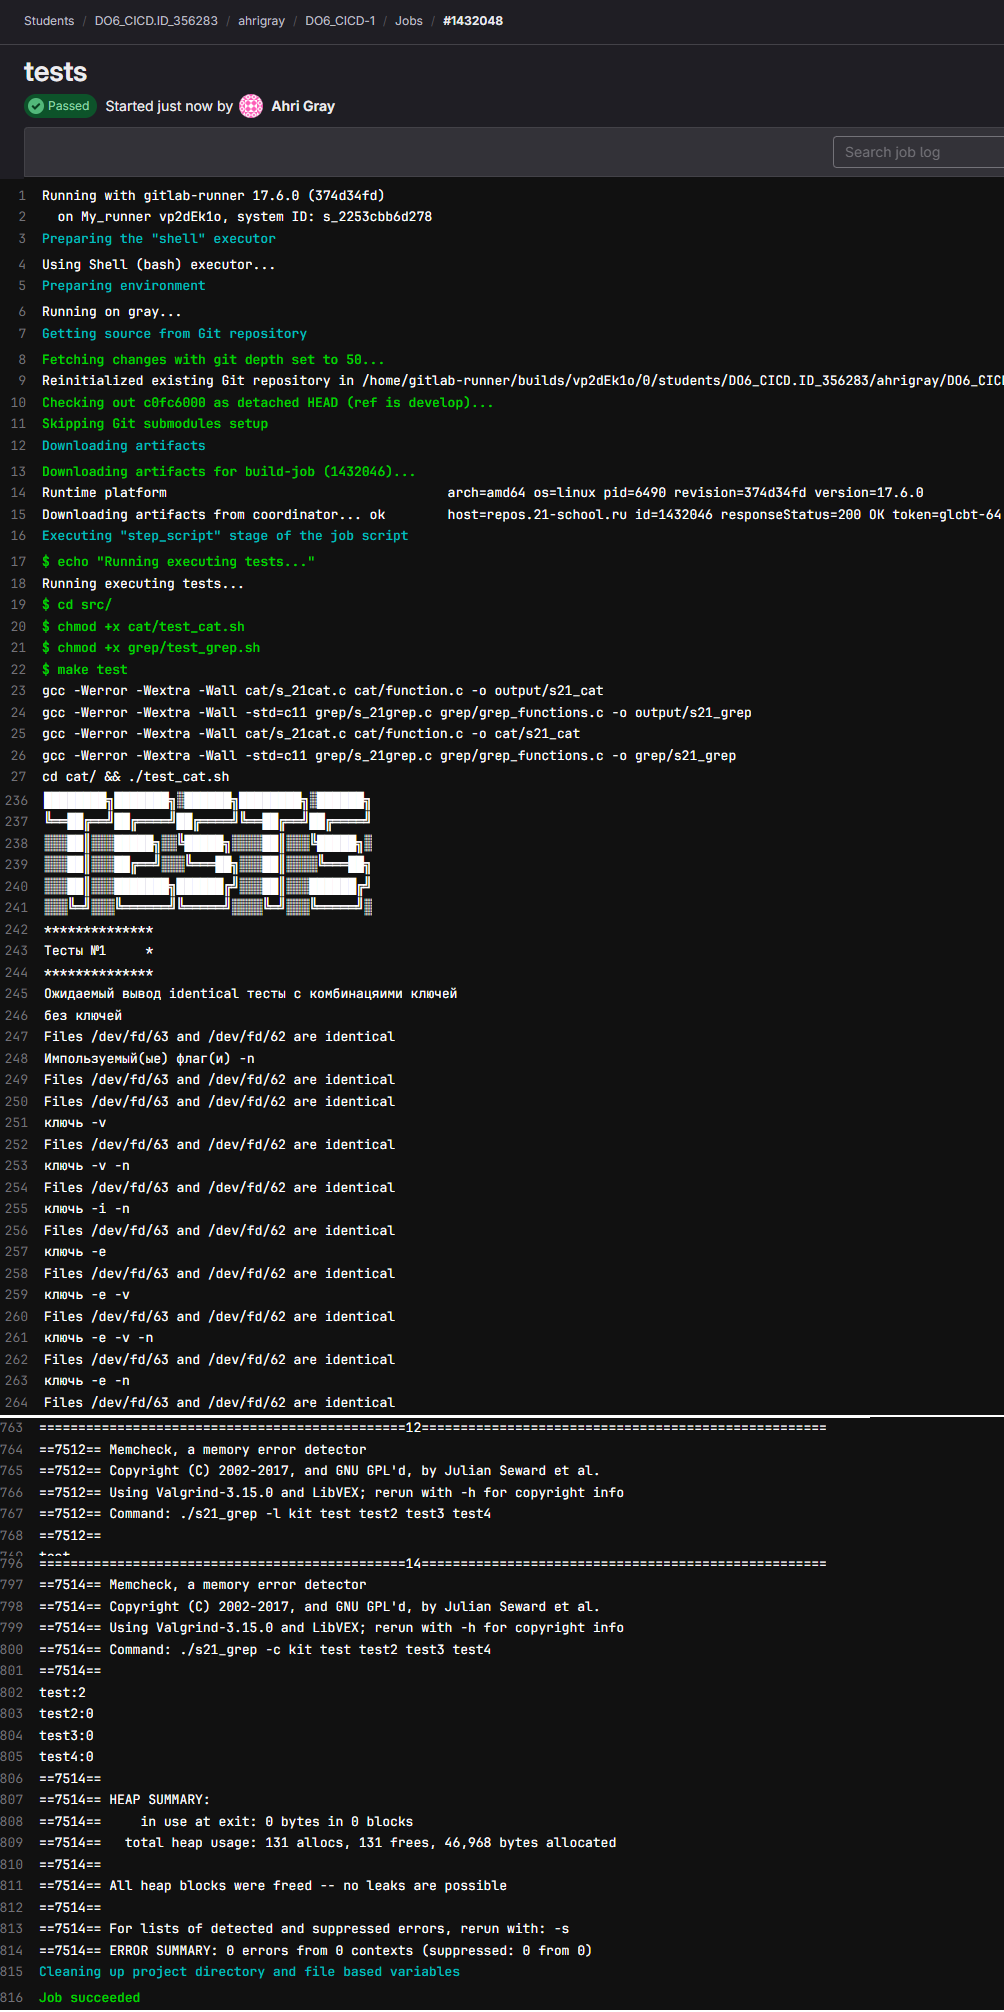 Students / DO6_CICD.ID_356283 / ahrigray / DO6_CICD-1 / Jobs / #1432048
tests
Passed Started just now by Ahri Gray
Search job log
1 Running with gitlab-runner 17.6.0 (374d34fd)
2 on My_runner vp2dEk1o, system ID: s_2253cbb6d278
3 Preparing the "shell" executor
4 Using Shell (bash) executor...
5 Preparing environment
6 Running on gray...
7 Getting source from Git repository
8 Fetching changes with git depth set to 50...
9 Reinitialized existing Git repository in /home/gitlab-runner/builds/vp2dEk1o/0/students/DO6_CICD.ID_356283/ahrigray/DO6_CICI
10 Checking out c0fc6000 as detached HEAD (ref is develop)...
11 Skipping Git submodules setup
12 Downloading artifacts
13 Downloading artifacts for build-job (1432046)...
14 Runtime platform arch=amd64 os=linux pid=6490 revision=374d34fd version=17.6.0
15 Downloading artifacts from coordinator... ok host=repos.21-school.ru id=1432046 responseStatus=200 OK token=glcbt-64
16 Executing "step_script" stage of the job script
17 $ echo "Running executing tests..."
18 Running executing tests...
19 $ cd src/
20 $ chmod +x cat/test_cat.sh
21 $ chmod +x grep/test_grep.sh
22 $ make test
23 gcc -Werror -Wextra -Wall cat/s_21cat.c cat/function.c -o output/s21_cat
24 gcc -Werror -Wextra -Wall -std=c11 grep/s_21grep.c grep/grep_functions.c -o output/s21_grep
25 gcc -Werror -Wextra -Wall cat/s_21cat.c cat/function.c -o cat/s21_cat
26 gcc -Werror -Wextra -Wall -std=c11 grep/s_21grep.c grep/grep_functions.c -o grep/s21_grep
27 cd cat/ && ./test_cat.sh
236
237
238
239
240
241
TESTS
242 **************
243 Тесты №1 *
244 **************
245 Ожидаемый вывод identical тесты с комбинацяими ключей
246 без ключей
247 Files /dev/fd/63 and /dev/fd/62 are identical
248 Импользуемый(ые) флаг(и) -n
249 Files /dev/fd/63 and /dev/fd/62 are identical
250 Files /dev/fd/63 and /dev/fd/62 are identical
251 ключь -v
252 Files /dev/fd/63 and /dev/fd/62 are identical
253 ключь -v -n
254 Files /dev/fd/63 and /dev/fd/62 are identical
255 ключь -i -n
256 Files /dev/fd/63 and /dev/fd/62 are identical
257 ключь -e
258 Files /dev/fd/63 and /dev/fd/62 are identical
259 ключь -e -v
260 Files /dev/fd/63 and /dev/fd/62 are identical
261 ключь -e -v -n
262 Files /dev/fd/63 and /dev/fd/62 are identical
263 ключь -e -n
264 Files /dev/fd/63 and /dev/fd/62 are identical
763 ===============================================12====================================================
764 ==7512== Memcheck, a memory error detector
765 ==7512== Copyright (C) 2002-2017, and GNU GPL'd, by Julian Seward et al.
766 ==7512== Using Valgrind-3.15.0 and LibVEX; rerun with -h for copyright info
767 ==7512== Command: ./s21_grep -l kit test test2 test3 test4
768 ==7512==
796 ===============================================14====================================================
797 ==7514== Memcheck, a memory error detector
798 ==7514== Copyright (C) 2002-2017, and GNU GPL'd, by Julian Seward et al.
799 ==7514== Using Valgrind-3.15.0 and LibVEX; rerun with -h for copyright info
800 ==7514== Command: ./s21_grep -c kit test test2 test3 test4
801 ==7514==
802 test:2
803 test2:0
804 test3:0
805 test4:0
806 ==7514==
807 ==7514== HEAP SUMMARY:
808 ==7514== in use at exit: 0 bytes in 0 blocks
809 ==7514== total heap usage: 131 allocs, 131 frees, 46,968 bytes allocated
810 ==7514==
811 ==7514== All heap blocks were freed -- no leaks are possible
812 ==7514==
813 ==7514== For lists of detected and suppressed errors, rerun with: -s
814 ==7514== ERROR SUMMARY: 0 errors from 0 contexts (suppressed: 0 from 0)
815 Cleaning up project directory and file based variables
816 Job succeeded